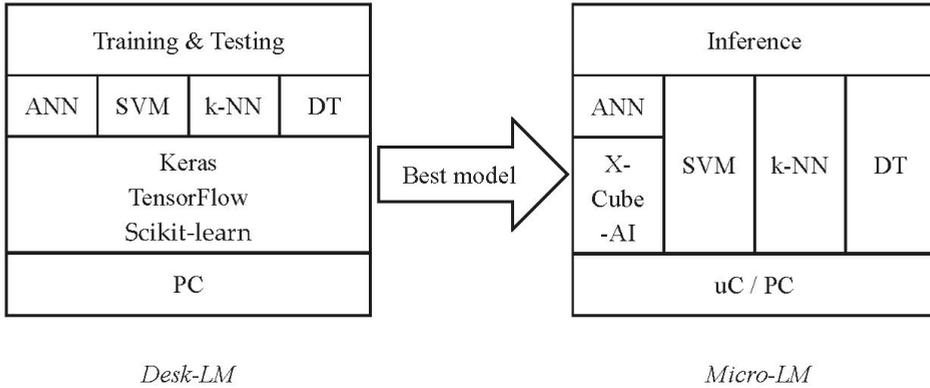 Training & Testing
ANN SVM k-NN DT
Keras
TensorFlow
Scikit-learn
PC
Desk-LM
Best model
Inference
ANN
X-
Cube
-AI
SVM k-NN DT
uC / PC
Micro-LM